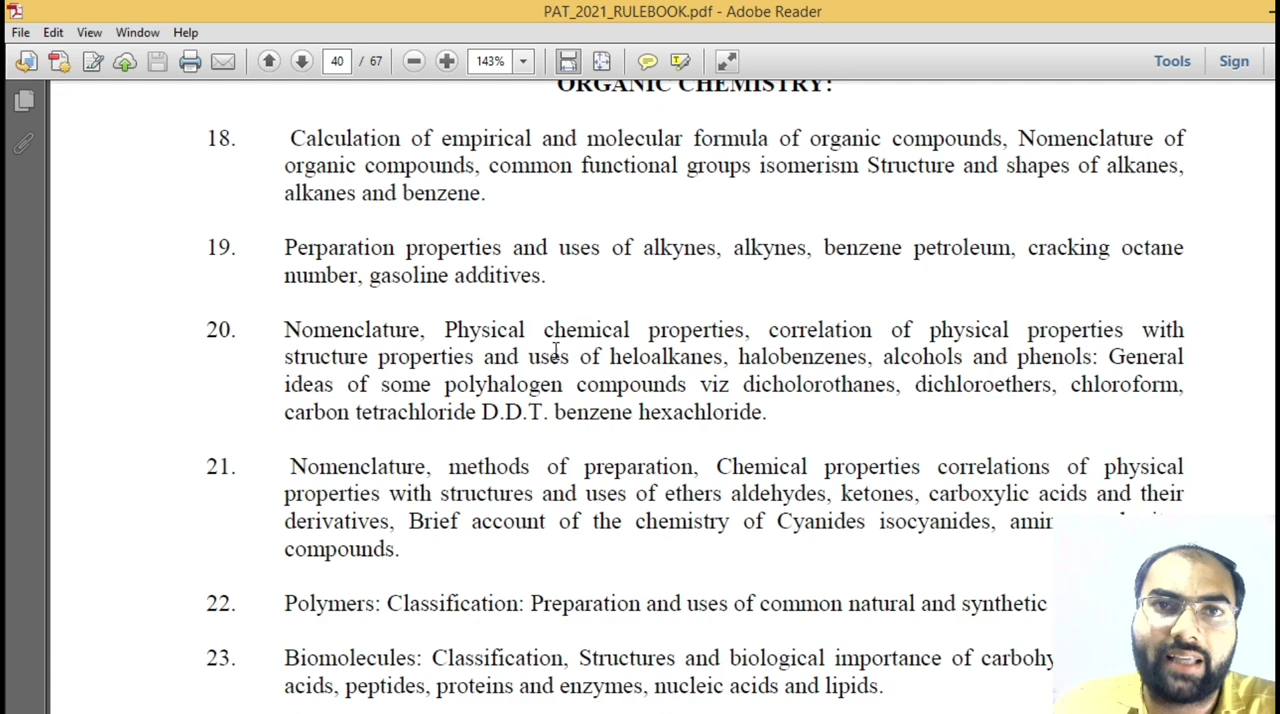 PAT_2021_RULEBOOK.pdf - Adobe Reader
File Edit View Window Help
40 / 67 143% Tools Sign
ORGANIC CHEMISTRY:
18. Calculation of empirical and molecular formula of organic compounds, Nomenclature of
organic compounds, common functional groups isomerism Structure and shapes of alkanes,
alkanes and benzene.
19. Perparation properties and uses of alkynes, alkynes, benzene petroleum, cracking octane
number, gasoline additives.
20. Nomenclature, Physical chemical properties, correlation of physical properties with
structure properties and uses of heloalkanes, halobenzenes, alcohols and phenols: General
ideas of some polyhalogen compounds viz dicholorothanes, dichloroethers, chloroform,
carbon tetrachloride D.D.T. benzene hexachloride.
21. Nomenclature, methods of preparation, Chemical properties correlations of physical
properties with structures and uses of ethers aldehydes, ketones, carboxylic acids and their
derivatives, Brief account of the chemistry of Cyanides isocyanides,
compounds.
22. Polymers: Classification: Preparation and uses of common natural and synthetic
23. Biomolecules: Classification, Structures and biological importance of
acids, peptides, proteins and enzymes, nucleic acids and lipids.